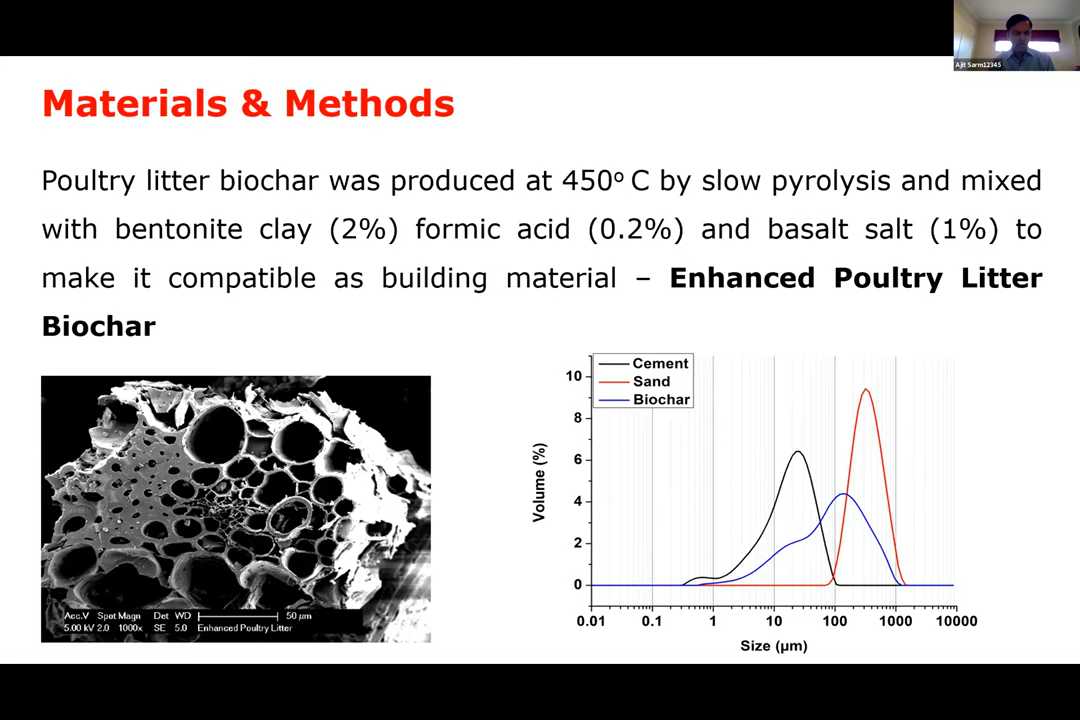 Ajit Sarm12345
Materials & Methods
Poultry litter biochar was produced at 450º C by slow pyrolysis and mixed
with bentonite clay (2%) formic acid (0.2%) and basalt salt (1%) to
make it compatible as building material – Enhanced Poultry Litter
Biochar
Acc.V Spot Magn Det WD 50 µm
5.00 kV 2.0 1000x SE 5.0 Enhanced Poultry Litter
Cement
Sand
Biochar
10
8
6
4
2
0
Volume (%)
0.01 0.1 1 10 100 1000 10000
Size (µm)